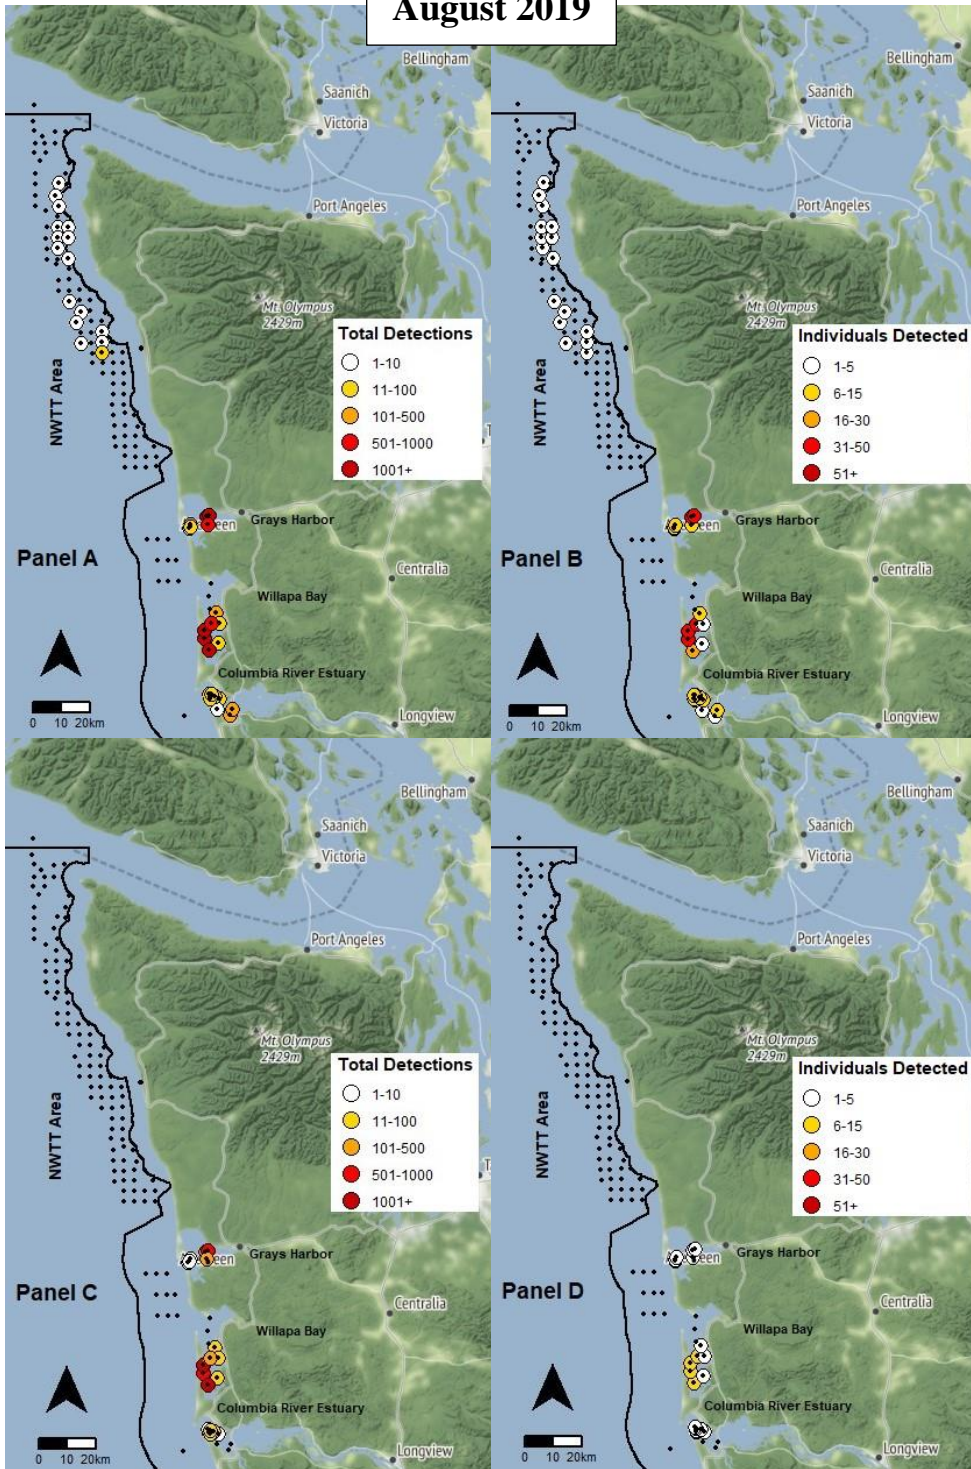 August 2019
Bellingham
Saanich
Victoria
Port Angeles
Mt. Olympus
2429m
Total Detections
1-10
11-100
101-500
501-1000
1001+
NWTT Area
Grays Harbor
Panel A
Centralia
Willapa Bay
Columbia River Estuary
0 10 20km
Longview
Bellingham
Saanich
Victoria
Port Angeles
Mt. Olympus
2429m
Individuals Detected
1-5
6-15
16-30
31-50
51+
NWTT Area
Grays Harbor
Panel B
Centralia
Willapa Bay
Columbia River Estuary
0 10 20km
Longview
Bellingham
Saanich
Victoria
Port Angeles
Mt. Olympus
2429m
Total Detections
1-10
11-100
101-500
501-1000
1001+
NWTT Area
Grays Harbor
Panel C
Centralia
Willapa Bay
Columbia River Estuary
0 10 20km
Longview
Bellingham
Saanich
Victoria
Port Angeles
Mt. Olympus
2429m
Individuals Detected
1-5
6-15
16-30
31-50
51+
NWTT Area
Grays Harbor
Panel D
Centralia
Willapa Bay
Columbia River Estuary
0 10 20km
Longview